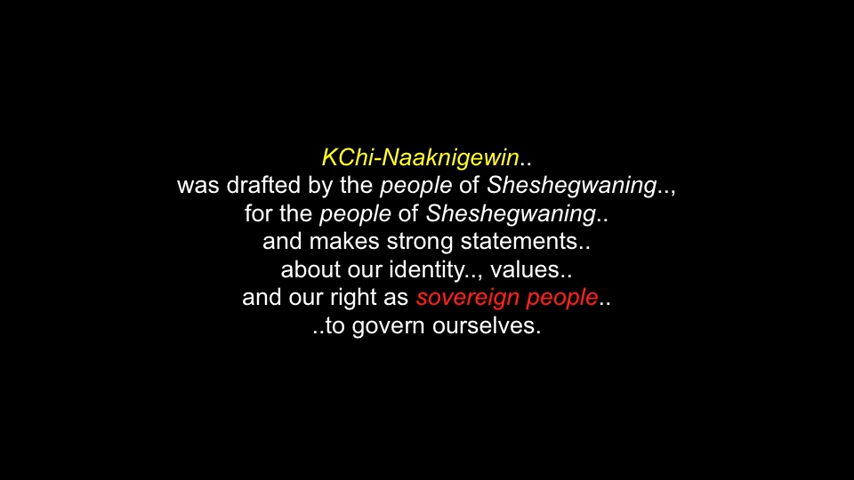 KChi-Naaknigewin..
was drafted by the people of Sheshegwaning..,
for the people of Sheshegwaning..
and makes strong statements..
about our identity.., values..
and our right as sovereign people..
..to govern ourselves.